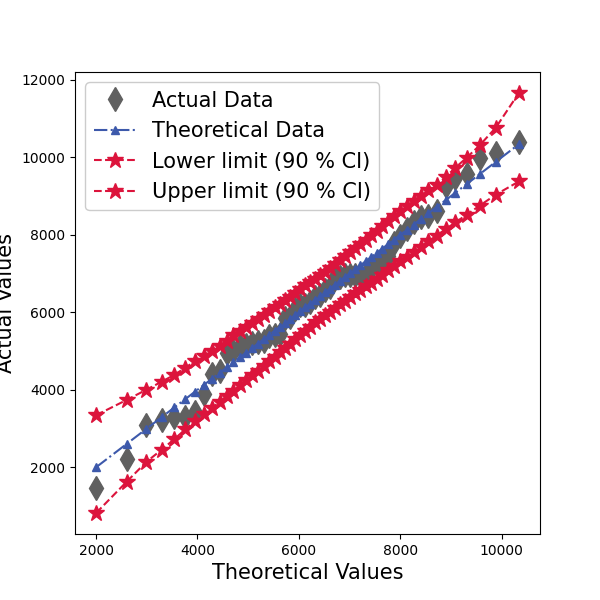 12000
10000
8000
6000
4000
2000
Actual Values
Actual Data
Theoretical Data
Lower limit (90 % CI)
Upper limit (90 % CI)
2000 4000 6000 8000 10000
Theoretical Values